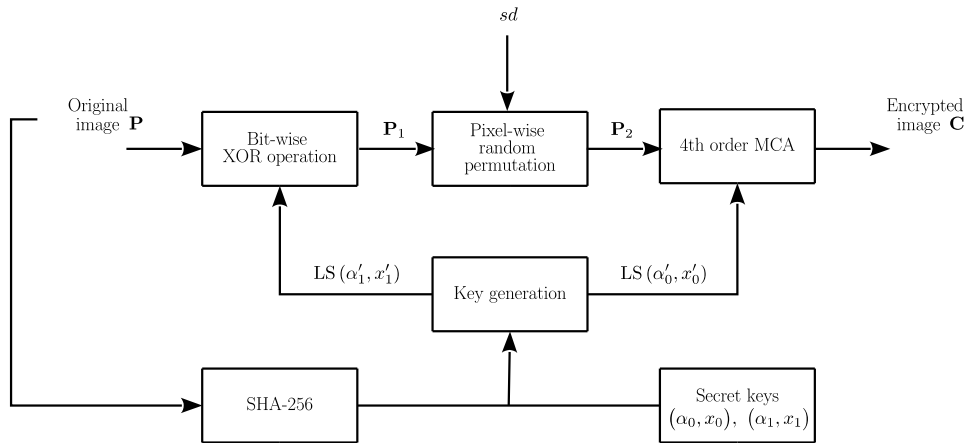 sd
Original
image P
Bit-wise
XOR operation
P₁
Pixel-wise
random
permutation
P₂
4th order MCA
Encrypted
image C
LS (α′₁, x′₁)
Key generation
LS (α′₀, x′₀)
SHA-256
Secret keys
(α₀, x₀), (α₁, x₁)